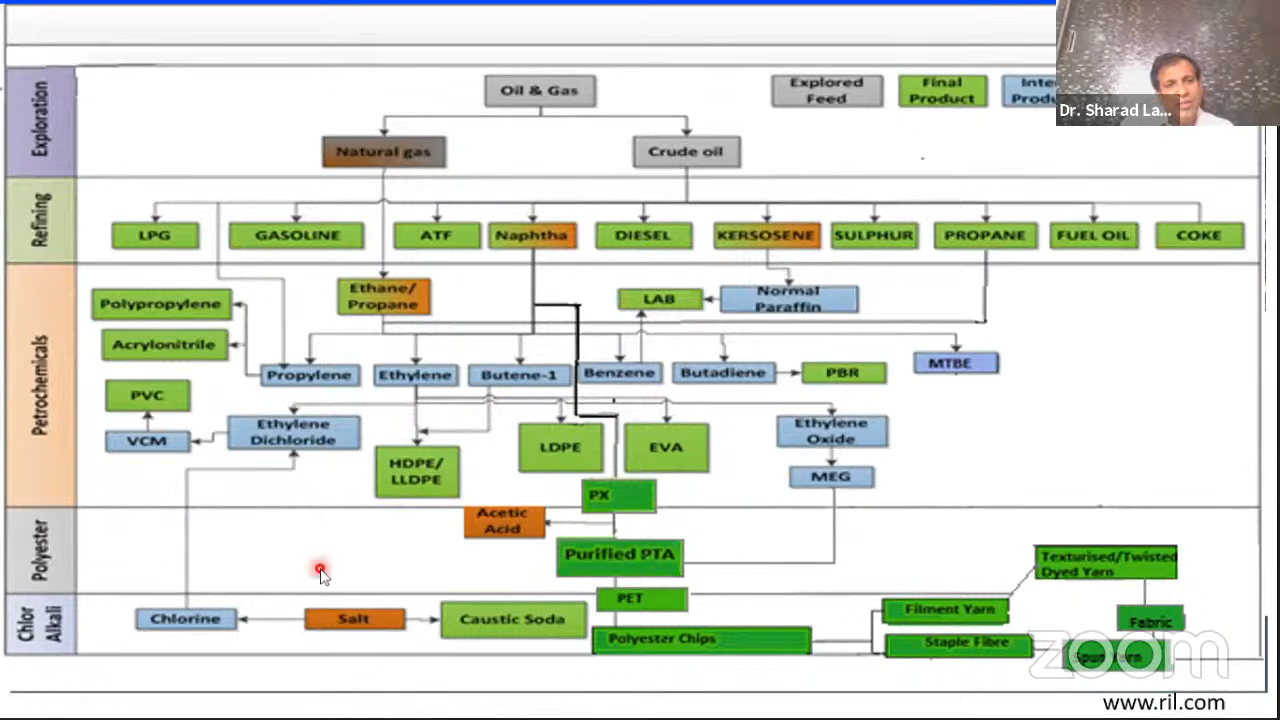 Oil & Gas
Explored
Feed
Final
Product
Dr. Sharad La...
Exploration
Natural gas
Crude oil
Refining
LPG
GASOLINE
ATF
Naphtha
DIESEL
KERSOSENE
SULPHUR
PROPANE
FUEL OIL
COKE
Petrochemicals
Ethane/
Propane
Polypropylene
LAB
Normal
Paraffin
Acrylonitrile
Propylene
Ethylene
Butene-1
Benzene
Butadiene
PBR
MTBE
PVC
VCM
Ethylene
Dichloride
HDPE/
LLDPE
LDPE
EVA
Ethylene
Oxide
MEG
PX
Polyester
Acetic
Acid
Purified PTA
Texturised/Twisted
Dyed Yarn
Chlor
Alkali
Chlorine
Salt
Caustic Soda
PET
Polyester Chips
Filment Yarn
Staple Fibre
Fabric
Spun Yarn
zoom
www.ril.com